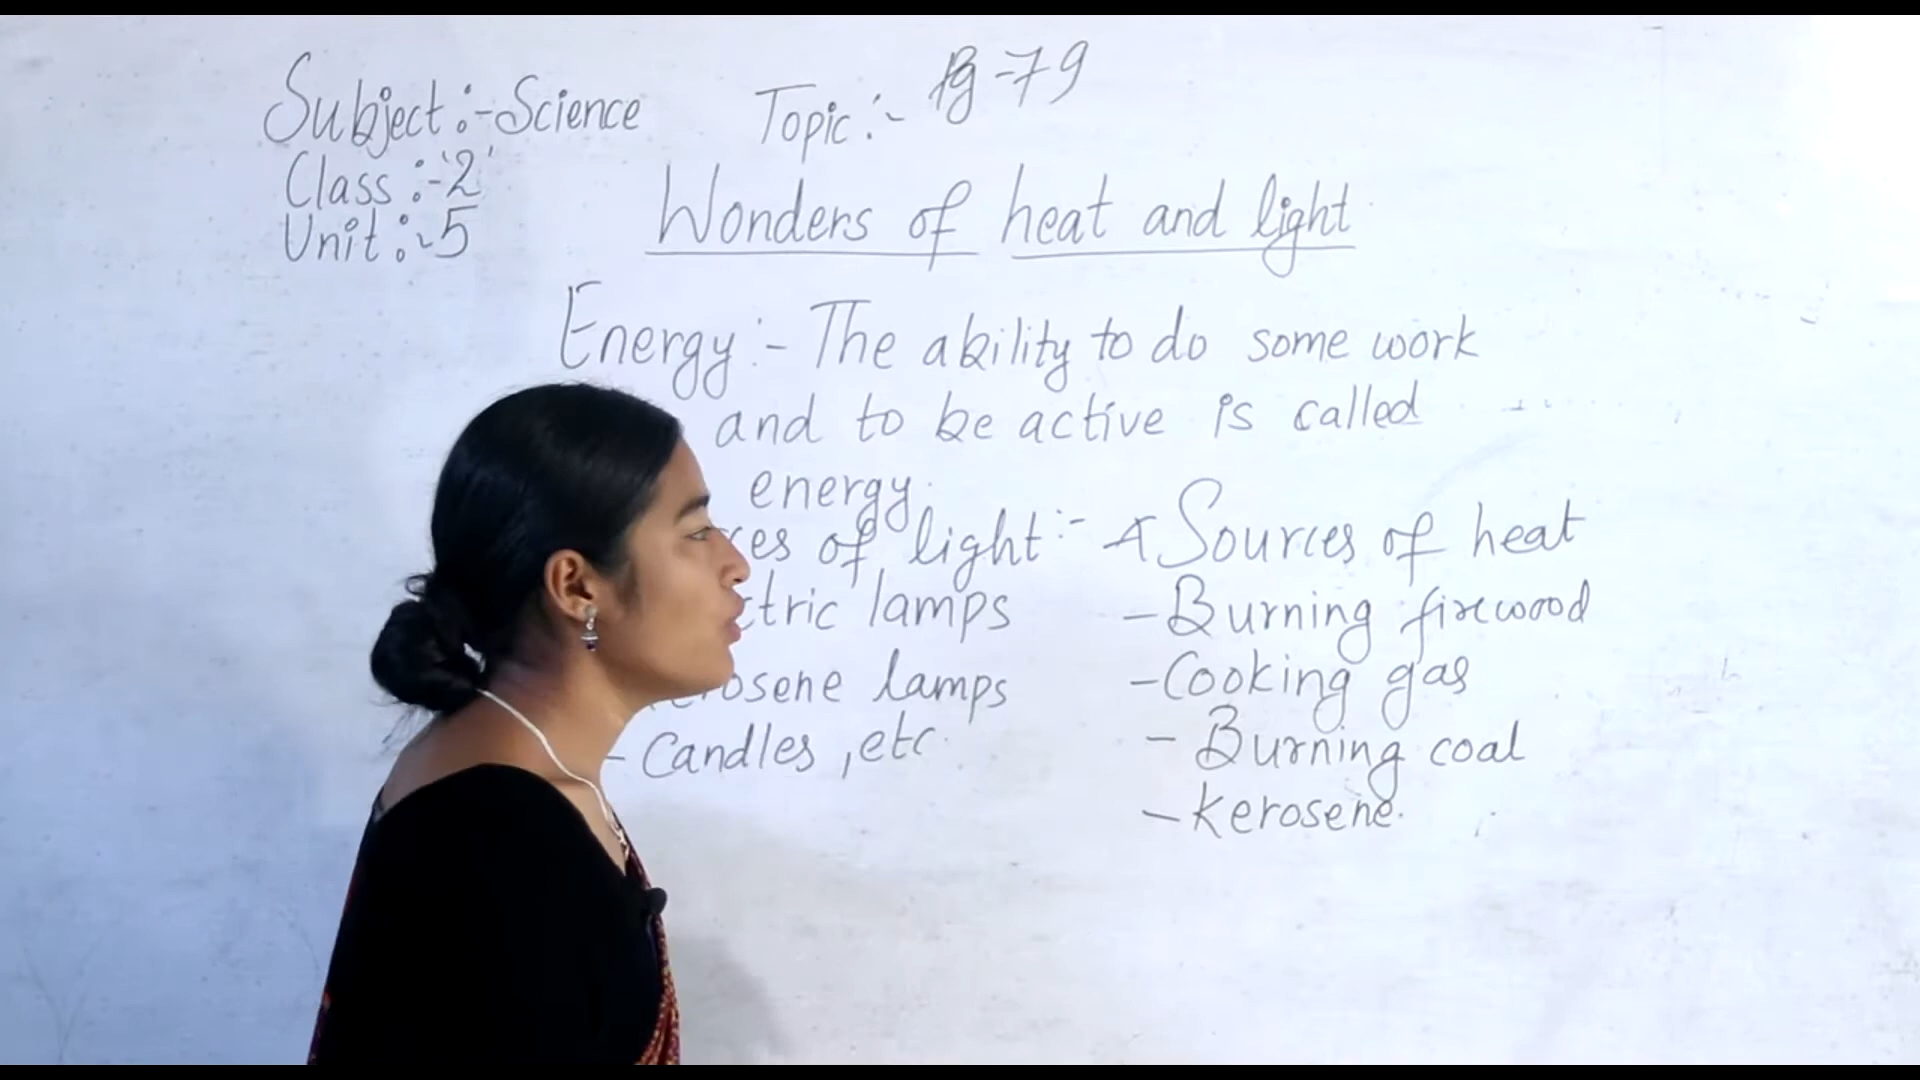 Subject:-Science
Class:-'2'
Unit:-5
Topic:- Pg-79
Wonders of heat and light
Energy:- The ability to do some work
and to be active is called
energy.
of light:-
lamps
lamps
- Candles, etc.
Sources of heat
- Burning firewood
- Cooking gas
- Burning coal
- Kerosene.